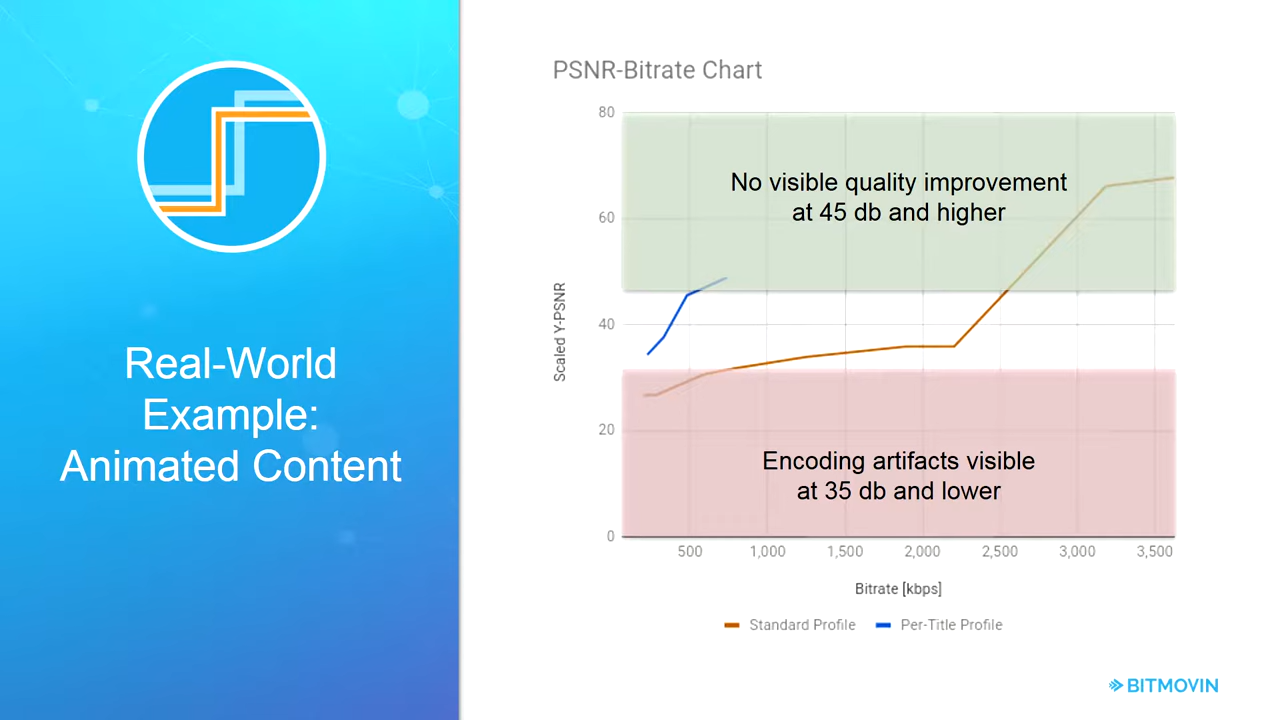 Real-World
Example:
Animated Content
PSNR-Bitrate Chart
80
60
40
20
0
Scaled Y-PSNR
No visible quality improvement
at 45 db and higher
Encoding artifacts visible
at 35 db and lower
500 1,000 1,500 2,000 2,500 3,000 3,500
Bitrate [kbps]
Standard Profile Per-Title Profile
BITMOVIN